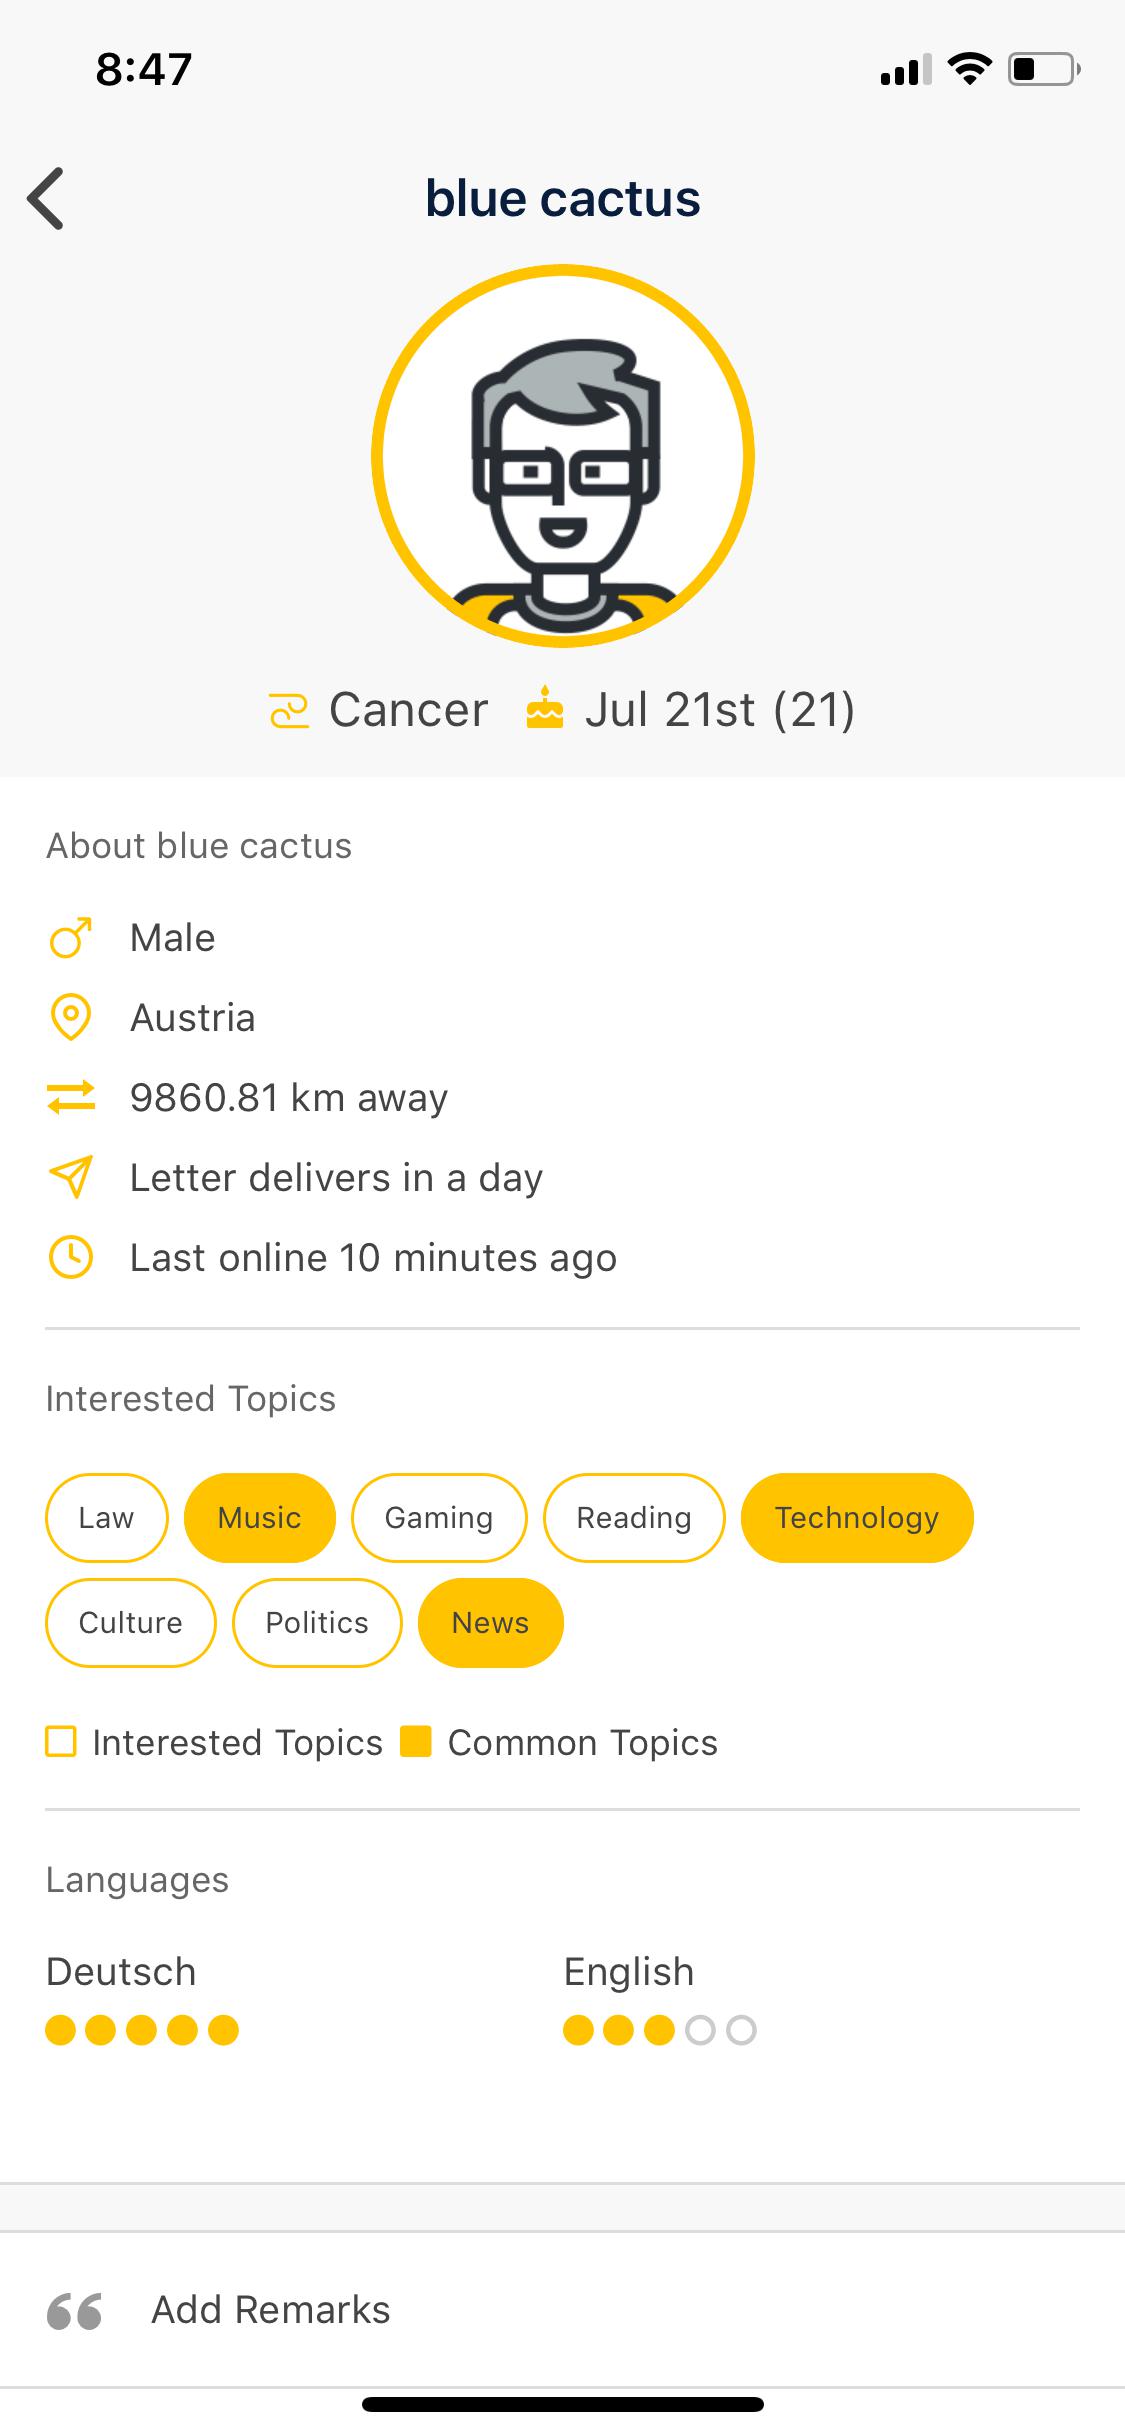 8:47
blue cactus
Cancer Jul 21st (21)
About blue cactus
Male
Austria
9860.81 km away
Letter delivers in a day
Last online 10 minutes ago
Interested Topics
Law Music Gaming Reading Technology
Culture Politics News
Interested Topics Common Topics
Languages
Deutsch English
Add Remarks